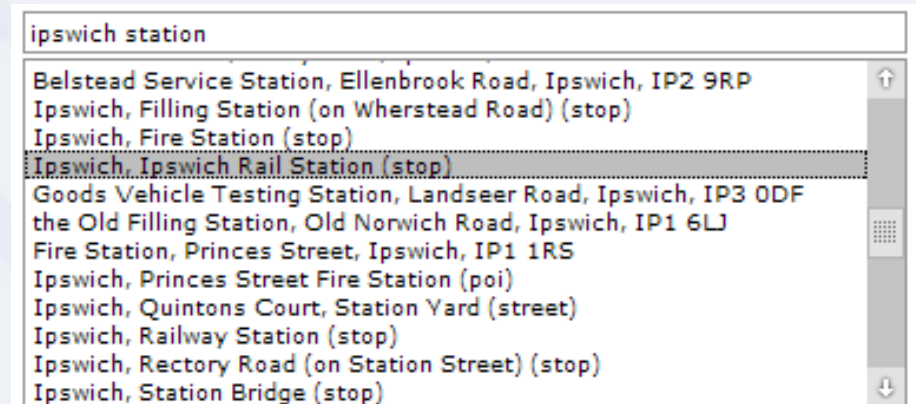 ipswich station
Belstead Service Station, Ellenbrook Road, Ipswich, IP2 9RP
Ipswich, Filling Station (on Wherstead Road) (stop)
Ipswich, Fire Station (stop)
Ipswich, Ipswich Rail Station (stop)
Goods Vehicle Testing Station, Landseer Road, Ipswich, IP3 0DF
the Old Filling Station, Old Norwich Road, Ipswich, IP1 6LJ
Fire Station, Princes Street, Ipswich, IP1 1RS
Ipswich, Princes Street Fire Station (poi)
Ipswich, Quintons Court, Station Yard (street)
Ipswich, Railway Station (stop)
Ipswich, Rectory Road (on Station Street) (stop)
Ipswich, Station Bridge (stop)